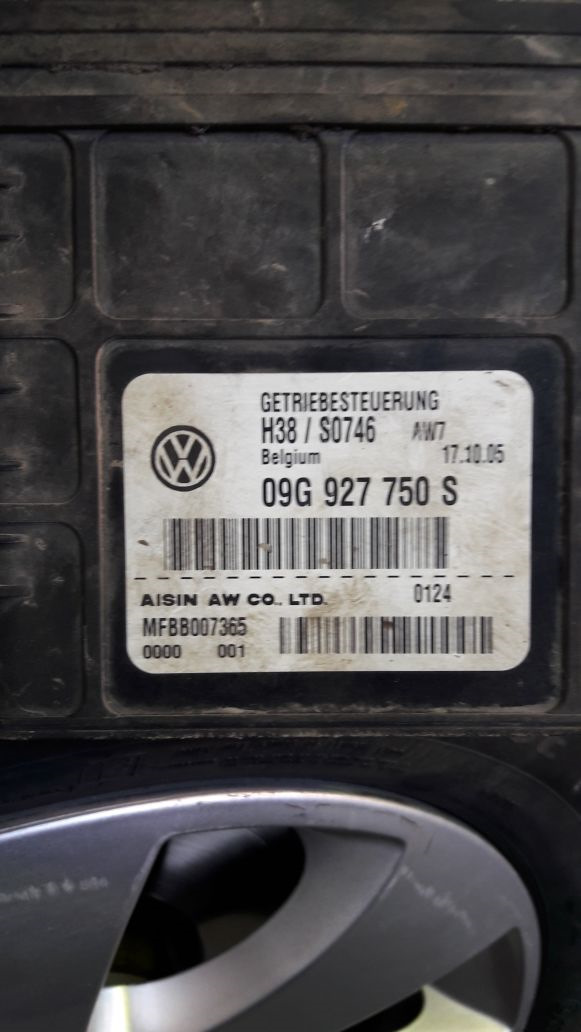 GETRIEBESTEUERUNG
H38 / S0746 AW7
Belgium 17.10.05
09G 927 750 S
AISIN AW CO., LTD. 0124
MFBB007365
0000 001